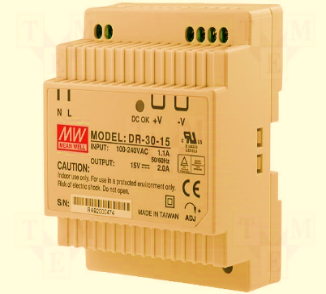 N L
DC OK +V -V
MW
MEAN WELL
MODEL: DR-30-15
INPUT: 100-240VAC 1.1A
50/60Hz
OUTPUT: 15V 2.0A
CAUTION:
Indoor use only. For use in a protected environment only.
Risk of electric shock. Do not open.
S/N:
MADE IN TAIWAN
ADJ.
CE
UL